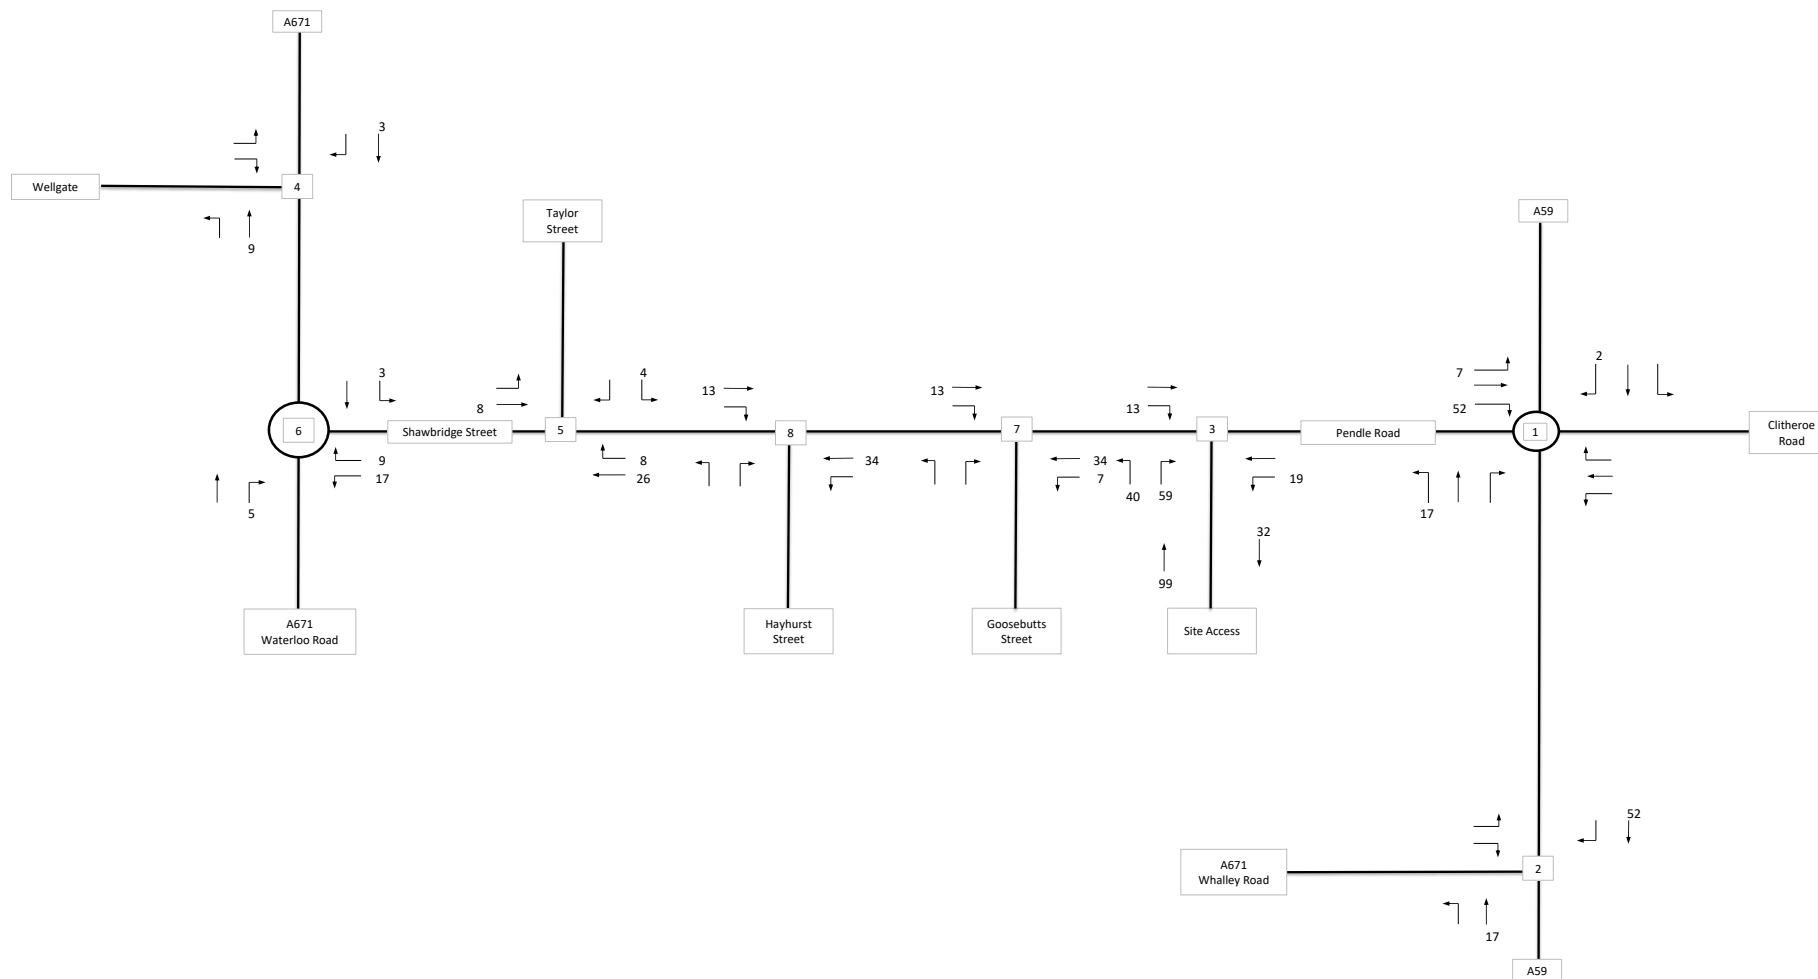 A671
3
Wellgate
4
9
Taylor
Street
A59
3
8
4
13
13
13
7
52
2
6
Shawbridge Street
5
8
7
3
Pendle Road
1
Clitheroe
Road
9
17
5
8
26
34
34
7
40
59
19
17
32
99
A671
Waterloo Road
Hayhurst
Street
Goosebutts
Street
Site Access
52
A671
Whalley Road
2
17
A59